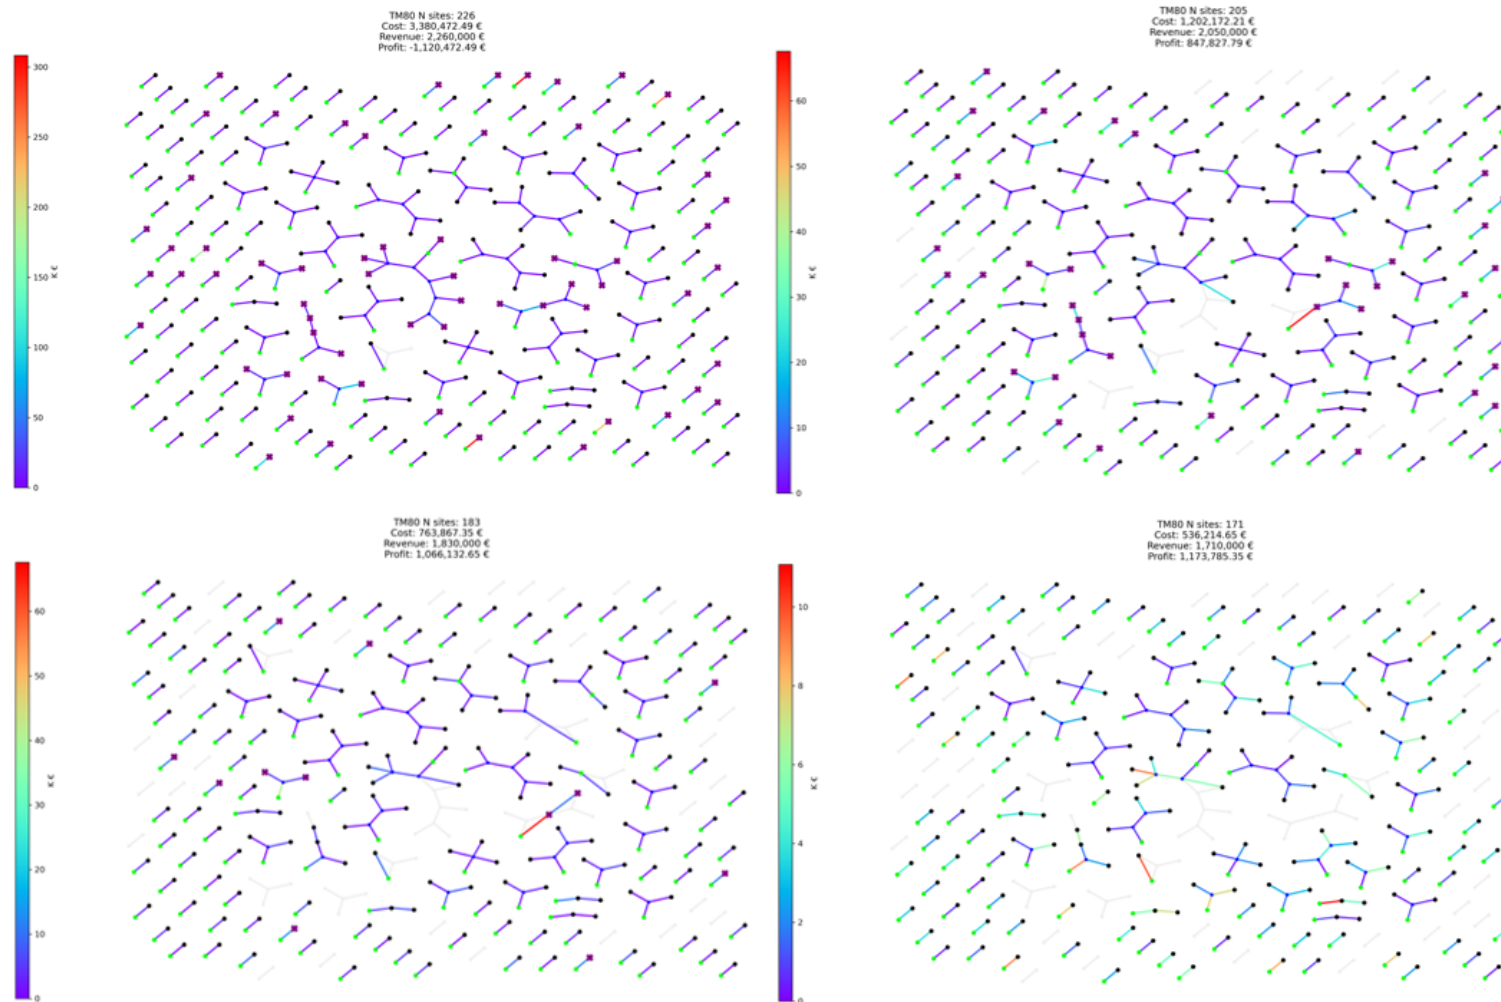 TM80 N sites: 226
Cost: 3,380,472.49 €
Revenue: 2,260,000 €
Profit: -1,120,472.49 €
300
250
200
150
100
50
0
K €
TM80 N sites: 205
Cost: 1,202,172.21 €
Revenue: 2,050,000 €
Profit: 847,827.79 €
60
50
40
30
20
10
0
K €
TM80 N sites: 183
Cost: 763,867.35 €
Revenue: 1,830,000 €
Profit: 1,066,132.65 €
60
50
40
30
20
10
0
K €
TM80 N sites: 171
Cost: 536,214.65 €
Revenue: 1,710,000 €
Profit: 1,173,785.35 €
10
8
6
4
2
0
K €